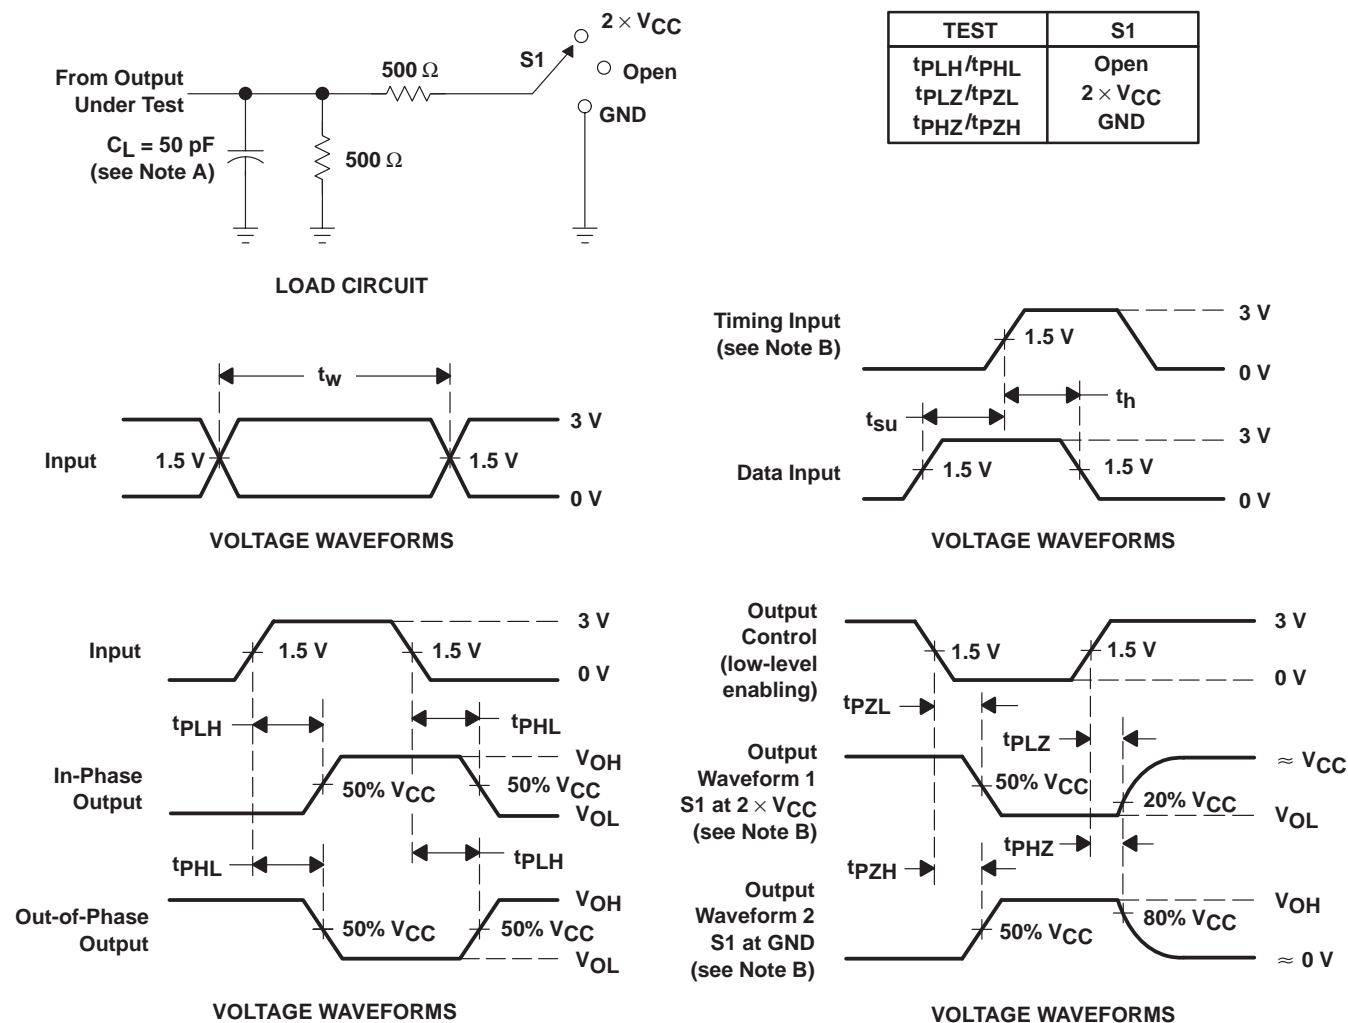 2 × VCC
S1
Open
GND
From Output
Under Test
500 Ω
CL = 50 pF
(see Note A)
500 Ω
LOAD CIRCUIT
TEST S1
tPLH/tPHL Open
tPLZ/tPZL 2 × VCC
tPHZ/tPZH GND
tw
3 V
Input 1.5 V 1.5 V
0 V
VOLTAGE WAVEFORMS
Timing Input
(see Note B)
1.5 V
3 V
0 V
th
tsu
3 V
Data Input 1.5 V 1.5 V
0 V
VOLTAGE WAVEFORMS
3 V
Input 1.5 V 1.5 V
0 V
tPLH tPHL
In-Phase
Output
50% VCC
50% VCC
VOH
VOL
tPHL tPLH
Out-of-Phase
Output
50% VCC
50% VCC
VOH
VOL
VOLTAGE WAVEFORMS
Output
Control
(low-level
enabling)
1.5 V 1.5 V
3 V
0 V
tPZL
tPLZ
Output
Waveform 1
S1 at 2 × VCC
(see Note B)
50% VCC
20% VCC
≈ VCC
VOL
tPHZ
tPZH
Output
Waveform 2
S1 at GND
(see Note B)
50% VCC
80% VCC
VOH
≈ 0 V
VOLTAGE WAVEFORMS